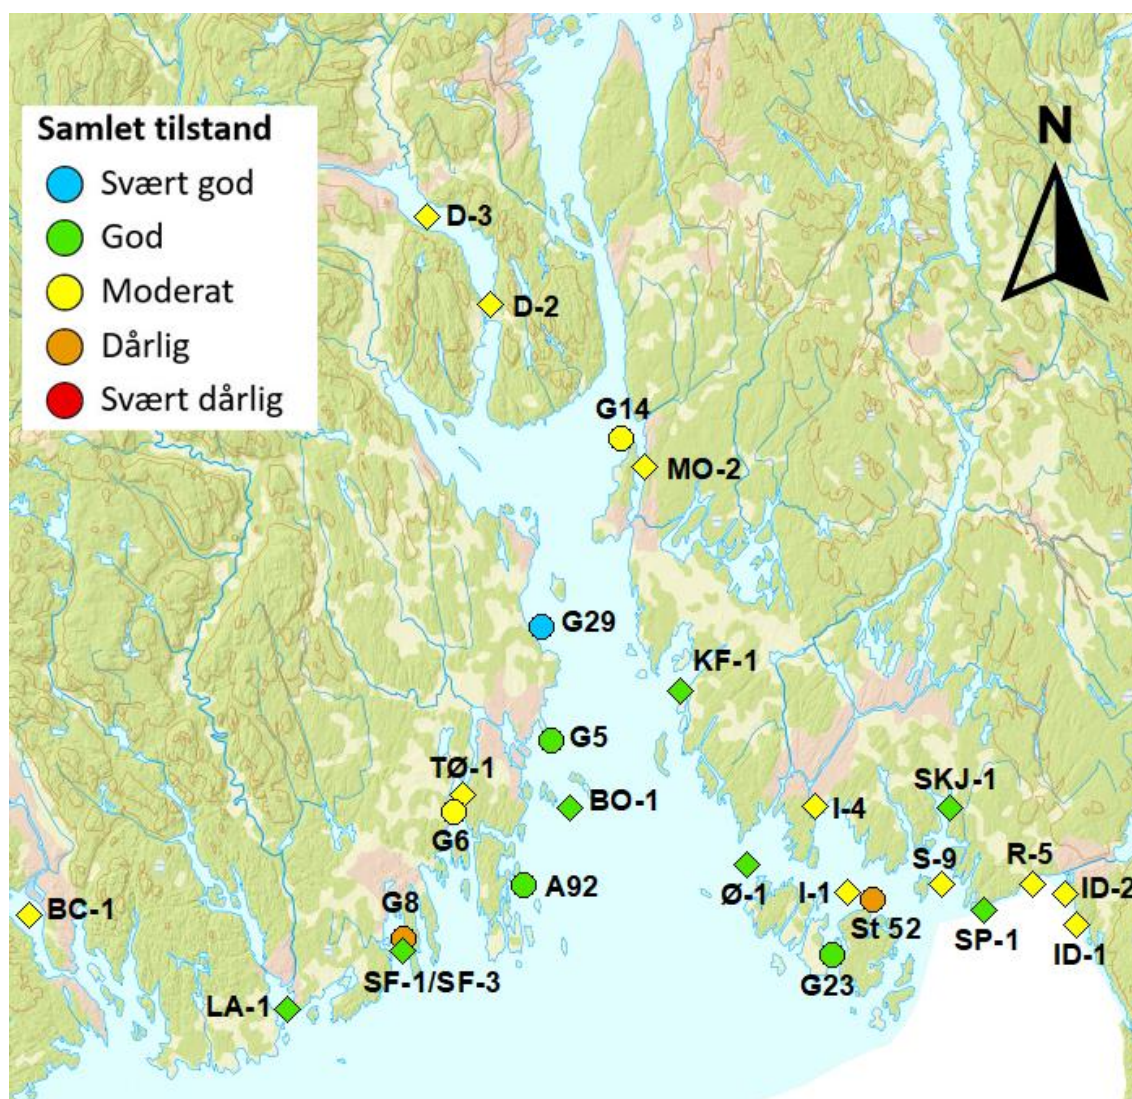 Samlet tilstand
Svært god
God
Moderat
Dårlig
Svært dårlig
N
D-3
D-2
G14
MO-2
G29
KF-1
G5
TØ-1
BO-1
SKJ-1
I-4
G6
S-9
R-5
A92
Ø-1
I-1
ID-2
BC-1
G8
St 52
SP-1
ID-1
SF-1/SF-3
G23
LA-1